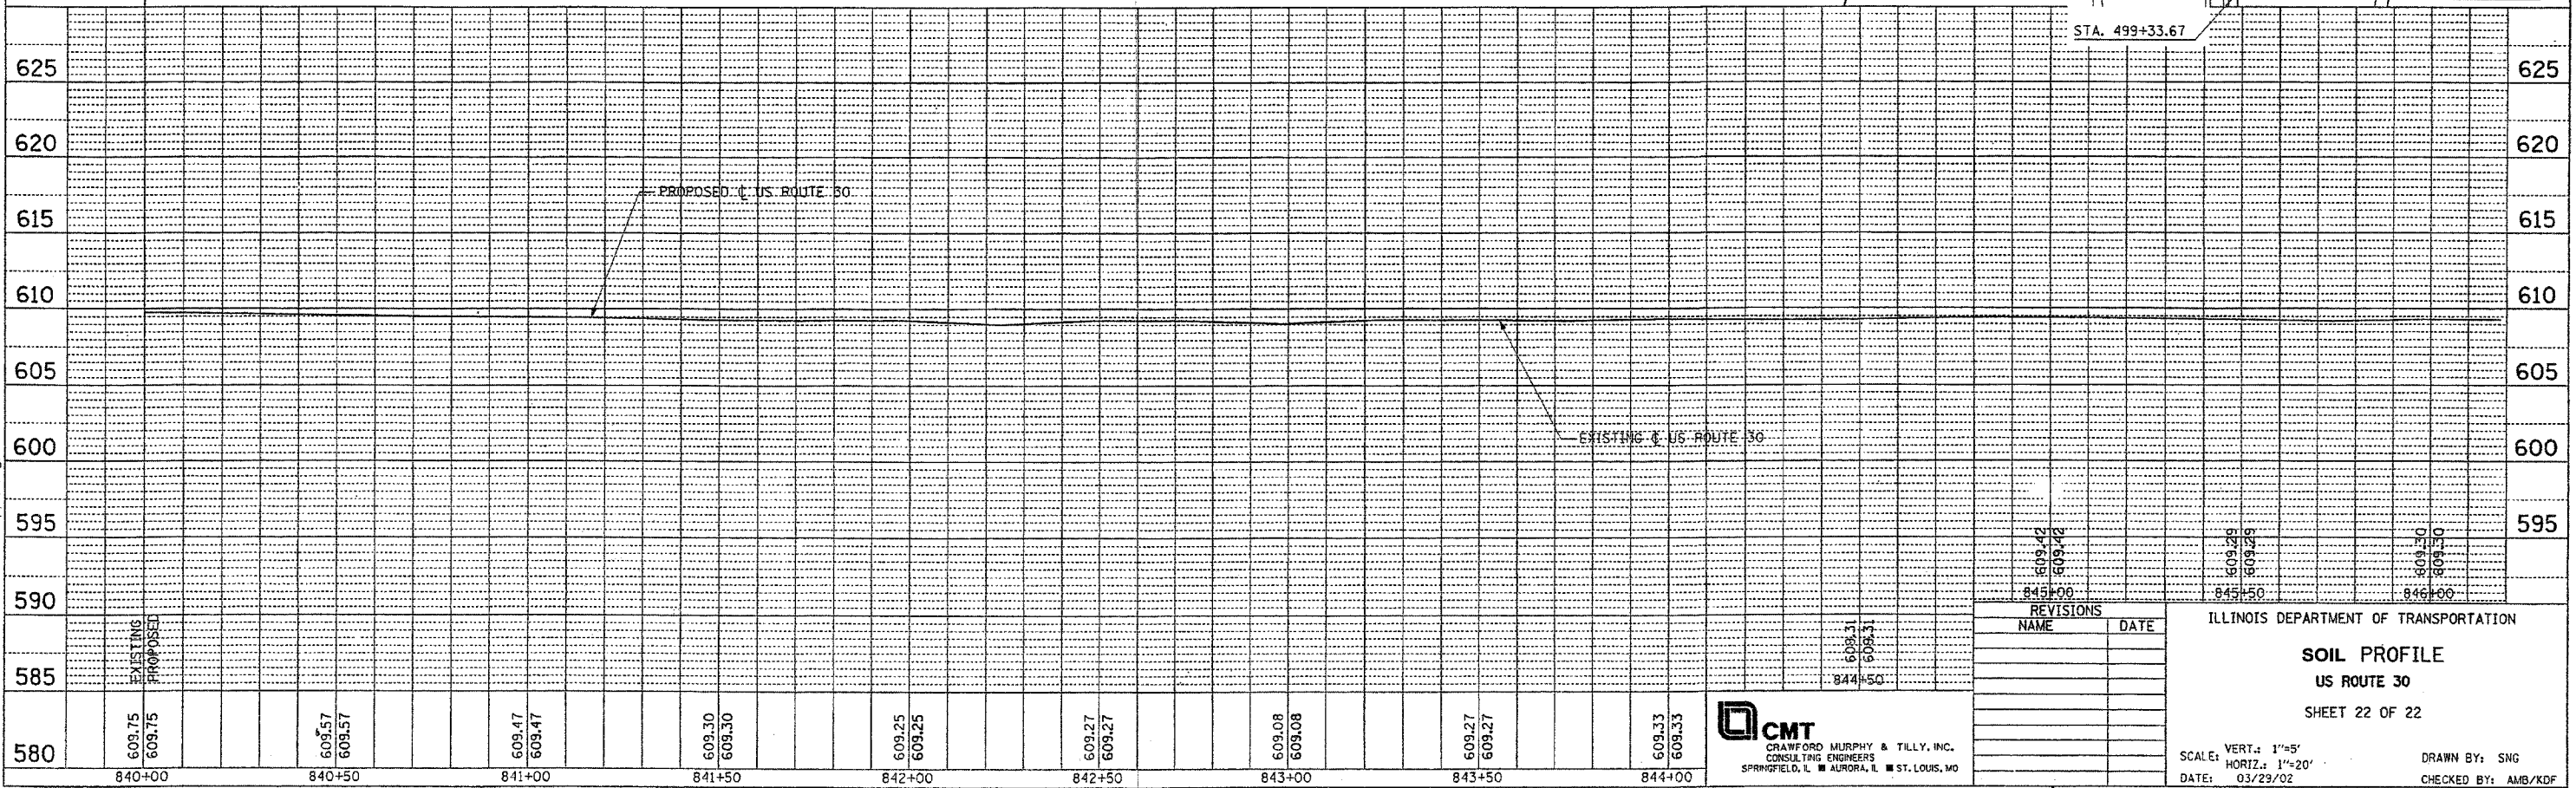 STA. 499+33.67
625 625
620 620
PROPOSED ℄ US ROUTE 30
615 615
610 610
605 605
EXISTING ℄ US ROUTE 30
600 600
595 595
609.42 609.42
609.29 609.29
609.30 609.30
845+00 845+50 846+00
590
EXISTING
PROPOSED
609.31 609.31
585
844+50
609.75 609.75
609.57 609.57
609.47 609.47
609.30 609.30
609.25 609.25
609.27 609.27
609.08 609.08
609.27 609.27
609.33 609.33
580
840+00 840+50 841+00 841+50 842+00 842+50 843+00 843+50 844+00
CMT
CRAWFORD MURPHY & TILLY, INC.
CONSULTING ENGINEERS
SPRINGFIELD, IL ■ AURORA, IL ■ ST. LOUIS, MO
REVISIONS
NAME DATE
ILLINOIS DEPARTMENT OF TRANSPORTATION
SOIL PROFILE
US ROUTE 30
SHEET 22 OF 22
SCALE: VERT.: 1"=5'
HORIZ.: 1"=20'
DATE: 03/29/02
DRAWN BY: SNG
CHECKED BY: AMB/KDF